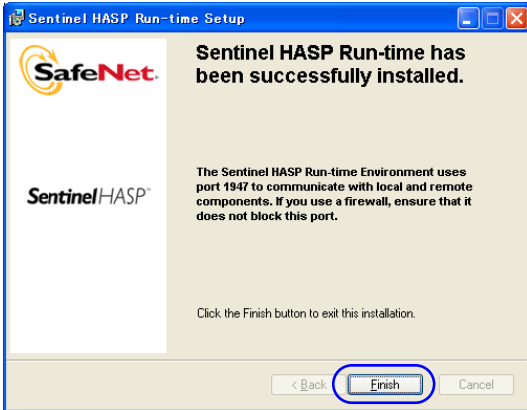 Sentinel HASP Run-time Setup
SafeNet.
Sentinel HASP Run-time has
been successfully installed.
SentinelHASP™
The Sentinel HASP Run-time Environment uses
port 1947 to communicate with local and remote
components. If you use a firewall, ensure that it
does not block this port.
Click the Finish button to exit this installation.
< Back
Finish
Cancel